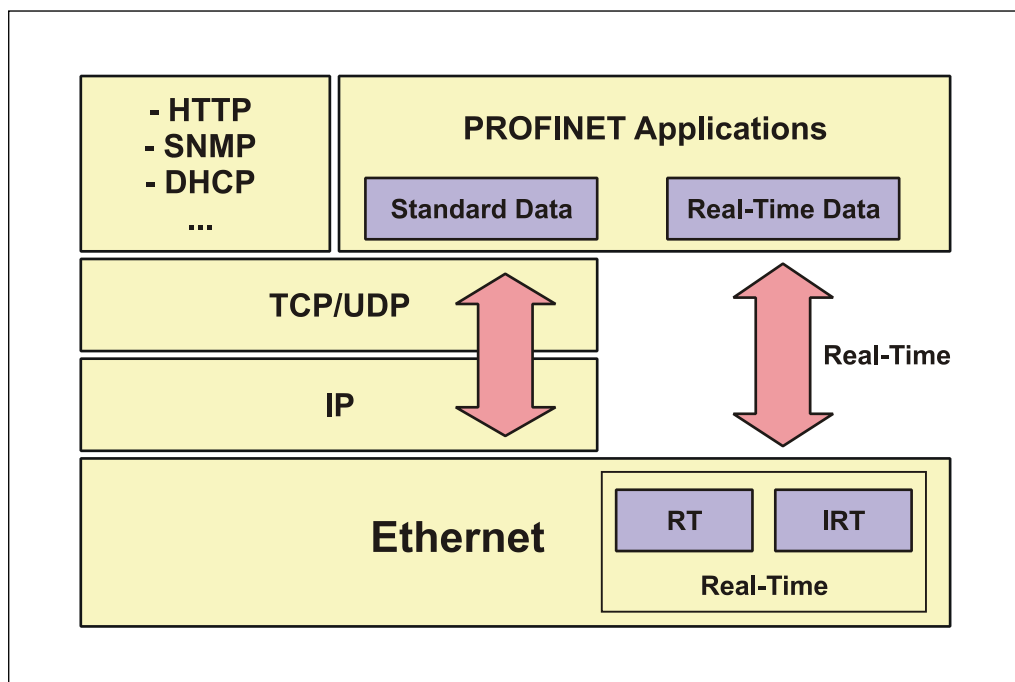 - HTTP
- SNMP
- DHCP
...
PROFINET Applications
Standard Data
Real-Time Data
TCP/UDP
Real-Time
IP
Ethernet
RT
IRT
Real-Time